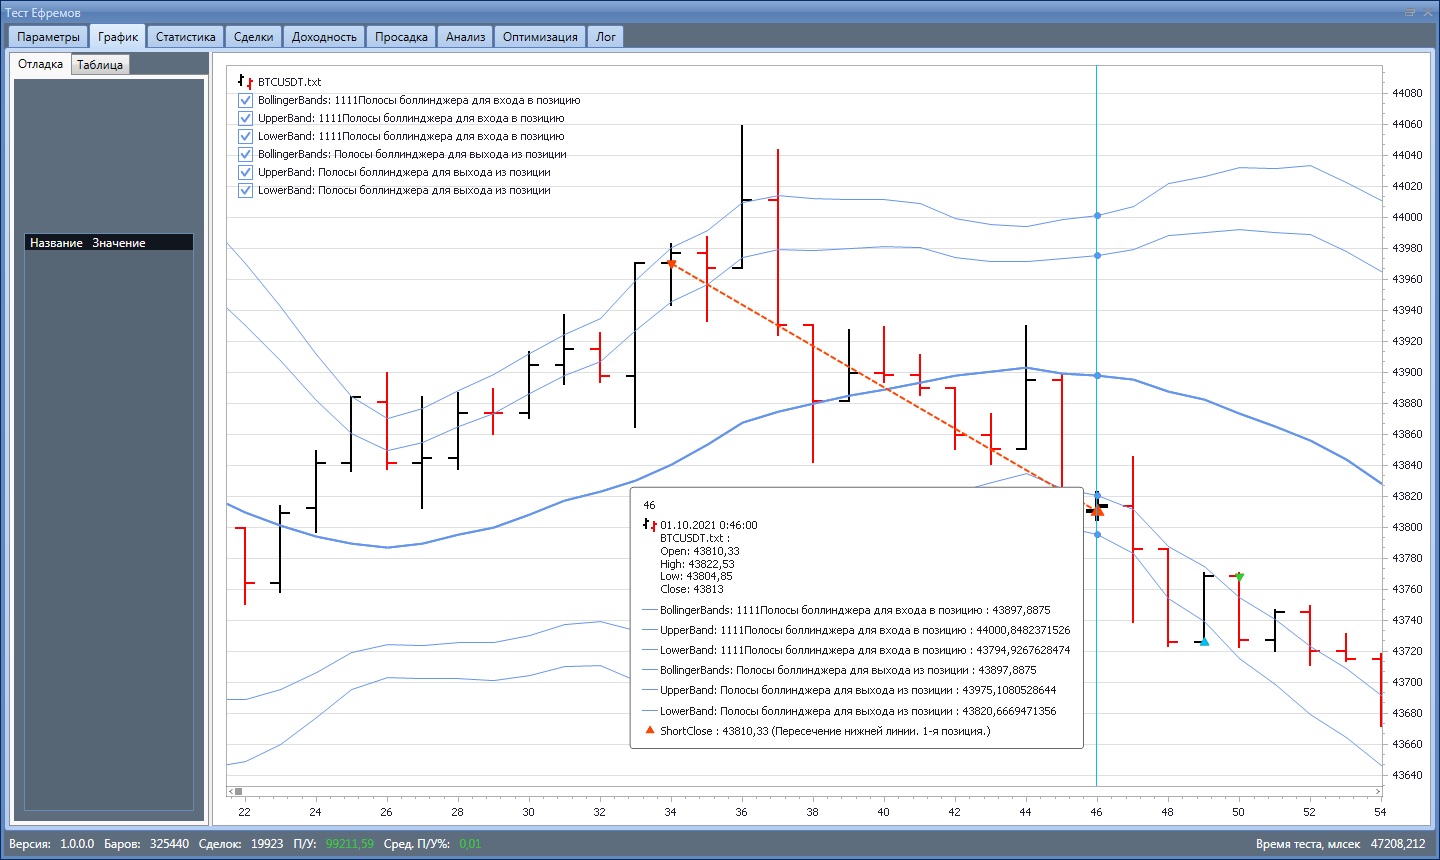 Тест Ефремов
Параметры График Статистика Сделки Доходность Просадка Анализ Оптимизация Лог
Отладка Таблица
Название Значение
BTCUSDT.txt
BollingerBands: 1111Полосы боллинджера для входа в позицию
UpperBand: 1111Полосы боллинджера для входа в позицию
LowerBand: 1111Полосы боллинджера для входа в позицию
BollingerBands: Полосы боллинджера для выхода из позиции
UpperBand: Полосы боллинджера для выхода из позиции
LowerBand: Полосы боллинджера для выхода из позиции
44080
44060
44040
44020
44000
43980
43960
43940
43920
43900
43880
43860
43840
43820
43800
43780
43760
43740
43720
43700
43680
43660
43640
46
01.10.2021 0:46:00
BTCUSDT.txt :
Open: 43810,33
High: 43822,53
Low: 43804,85
Close: 43813
BollingerBands: 1111Полосы боллинджера для входа в позицию : 43897,8875
UpperBand: 1111Полосы боллинджера для входа в позицию : 44000,8482371526
LowerBand: 1111Полосы боллинджера для входа в позицию : 43794,9267628474
BollingerBands: Полосы боллинджера для выхода из позиции : 43897,8875
UpperBand: Полосы боллинджера для выхода из позиции : 43975,1080528644
LowerBand: Полосы боллинджера для выхода из позиции : 43820,6669471356
ShortClose : 43810,33 (Пересечение нижней линии. 1-я позиция.)
22 24 26 28 30 32 34 36 38 40 42 44 46 48 50 52 54
Версия: 1.0.0.0 Баров: 325440 Сделок: 19923 П/У: 99211,59 Сред. П/У%: 0,01 Время теста, млсек 47208,212